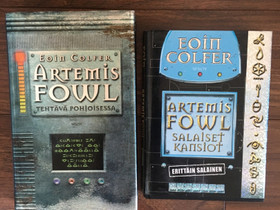 EOIN COLFER
ARTEMIS
FOWL
TEHTÄVÄ POHJOISESSA
EOIN
COLFER
ARTEMIS
FOWL
SALAISET
KANSIOT
ERITTÄIN SALAINEN